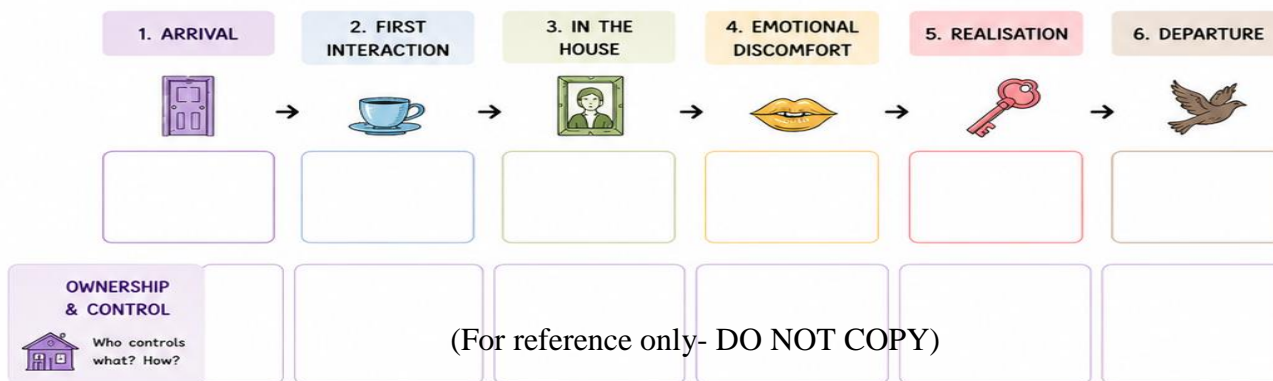 1. ARRIVAL
2. FIRST
INTERACTION
3. IN THE
HOUSE
4. EMOTIONAL
DISCOMFORT
5. REALISATION
6. DEPARTURE
OWNERSHIP
& CONTROL
Who controls
what? How?
(For reference only- DO NOT COPY)